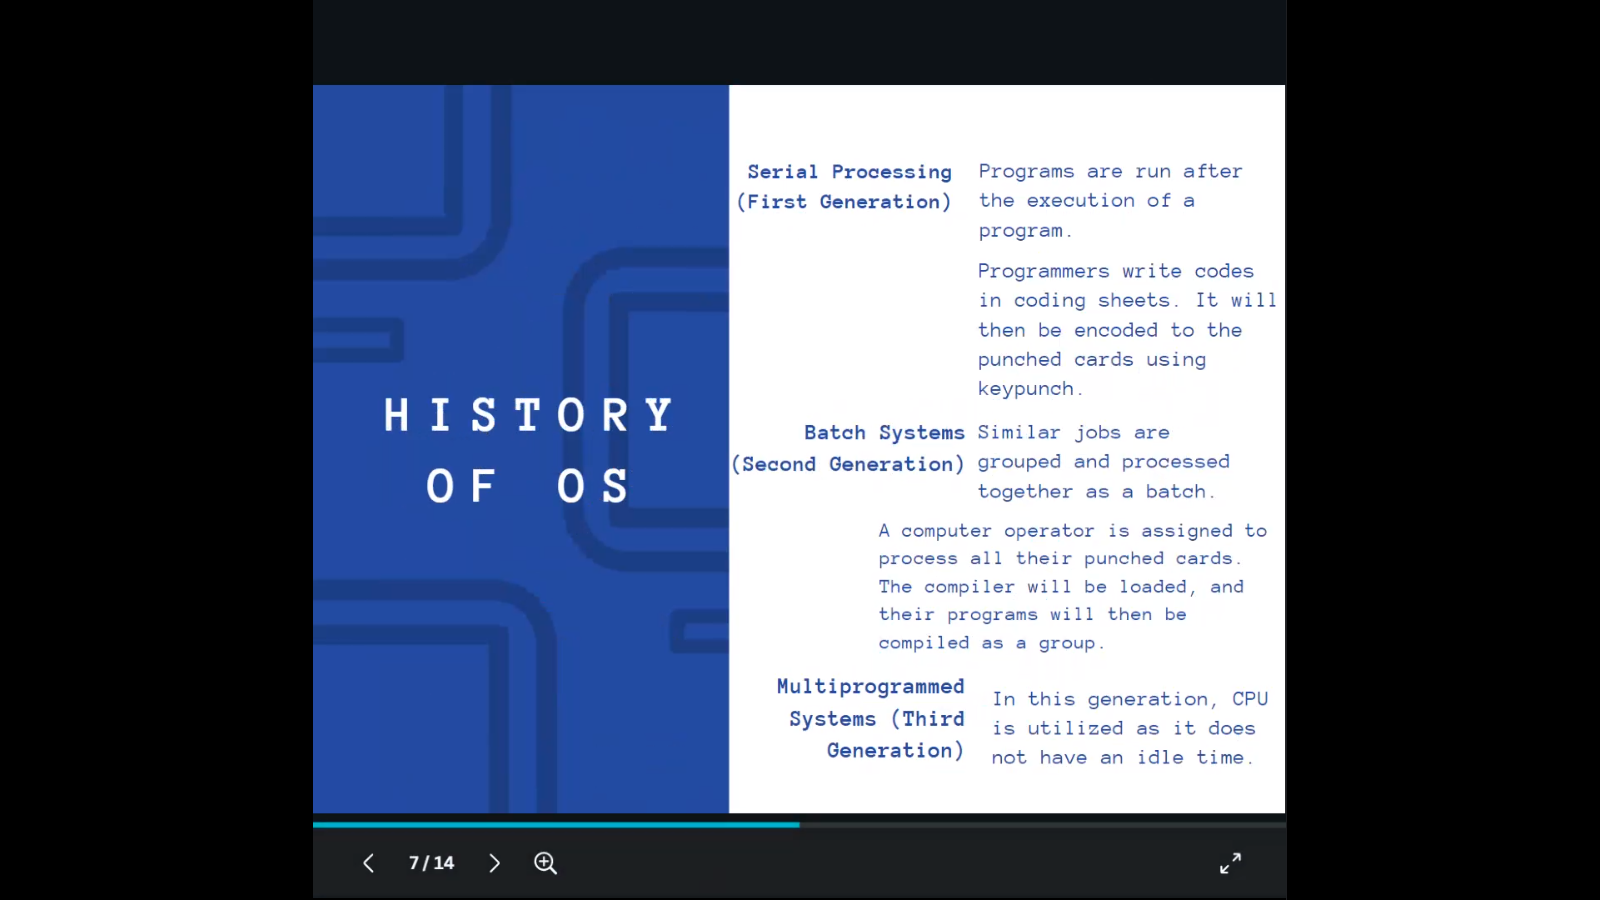 HISTORY
OF OS
Serial Processing
(First Generation)
Programs are run after
the execution of a
program.
Programmers write codes
in coding sheets. It will
then be encoded to the
punched cards using
keypunch.
Batch Systems
(Second Generation)
Similar jobs are
grouped and processed
together as a batch.
A computer operator is assigned to
process all their punched cards.
The compiler will be loaded, and
their programs will then be
compiled as a group.
Multiprogrammed
Systems (Third
Generation)
In this generation, CPU
is utilized as it does
not have an idle time.
7 / 14